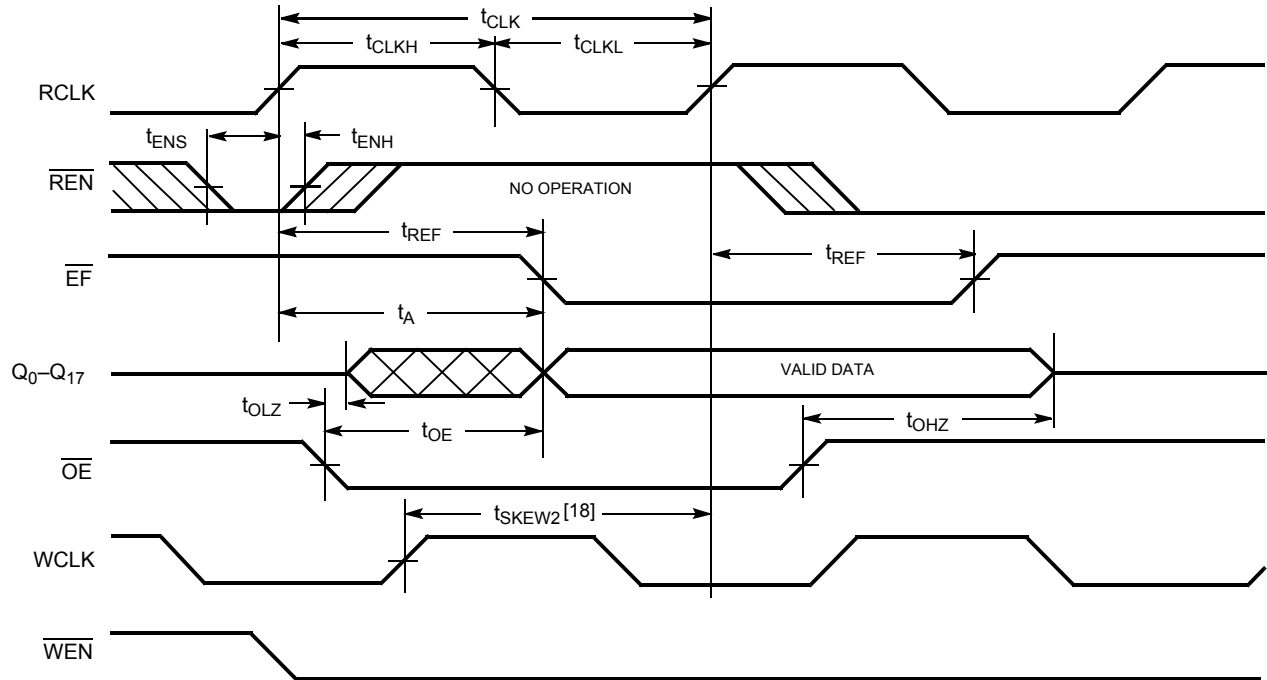 tCLK
tCLKH tCLKL
RCLK
tENS tENH
REN NO OPERATION
tREF tREF
EF
tA
Q0–Q17 VALID DATA
tOLZ tOE tOHZ
OE
tSKEW2 [18]
WCLK
WEN